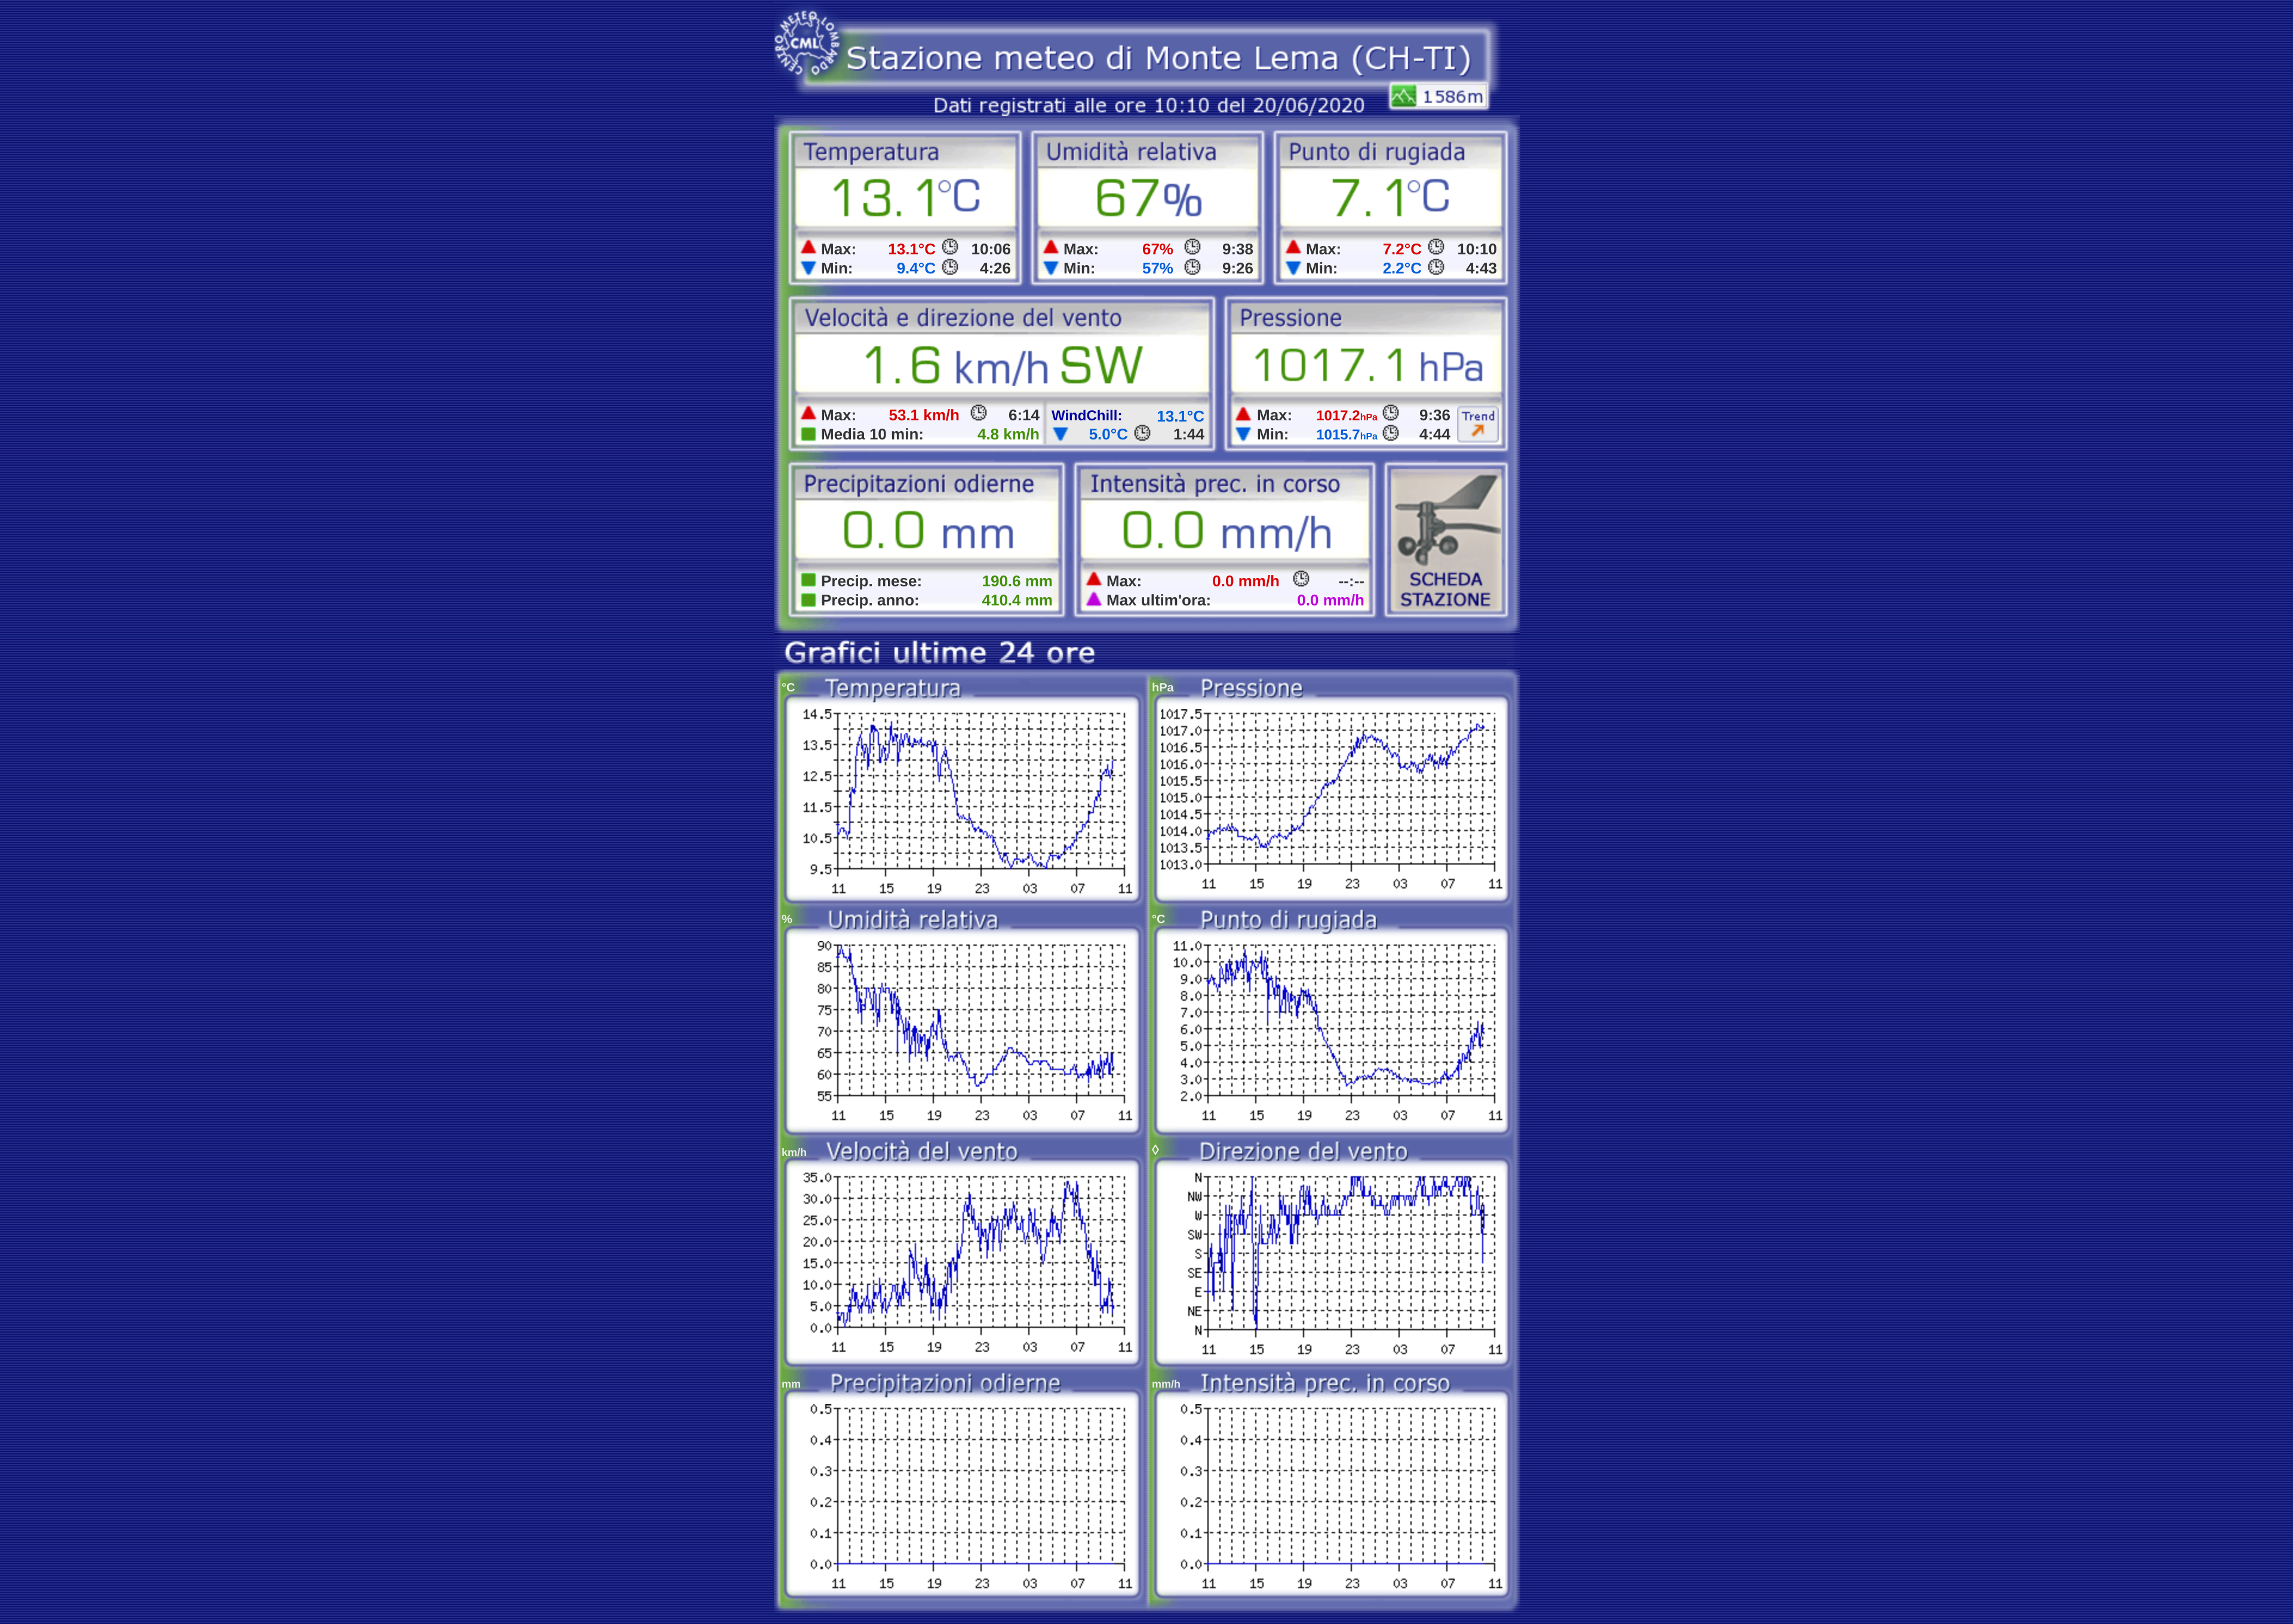 CENTRO METEO LOMBARDO
CML
Stazione meteo di Monte Lema (CH-TI)
Dati registrati alle ore 10:10 del 20/06/2020
1586m
Temperatura
13.1°C
Max: 13.1°C 10:06
Min: 9.4°C 4:26
Umidità relativa
67%
Max: 67% 9:38
Min: 57% 9:26
Punto di rugiada
7.1°C
Max: 7.2°C 10:10
Min: 2.2°C 4:43
Velocità e direzione del vento
1.6 km/h SW
Max: 53.1 km/h 6:14
Media 10 min: 4.8 km/h
WindChill: 13.1°C
5.0°C 1:44
Pressione
1017.1 hPa
Max: 1017.2hPa 9:36
Min: 1015.7hPa 4:44
Trend
Precipitazioni odierne
0.0 mm
Precip. mese: 190.6 mm
Precip. anno: 410.4 mm
Intensità prec. in corso
0.0 mm/h
Max: 0.0 mm/h --:--
Max ultim'ora: 0.0 mm/h
SCHEDA
STAZIONE
Grafici ultime 24 ore
°C Temperatura
14.5
13.5
12.5
11.5
10.5
9.5
11 15 19 23 03 07 11
hPa Pressione
1017.5
1017.0
1016.5
1016.0
1015.5
1015.0
1014.5
1014.0
1013.5
1013.0
11 15 19 23 03 07 11
% Umidità relativa
90
85
80
75
70
65
60
55
11 15 19 23 03 07 11
°C Punto di rugiada
11.0
10.0
9.0
8.0
7.0
6.0
5.0
4.0
3.0
2.0
11 15 19 23 03 07 11
km/h Velocità del vento
35.0
30.0
25.0
20.0
15.0
10.0
5.0
0.0
11 15 19 23 03 07 11
◊ Direzione del vento
N
NW
W
SW
S
SE
E
NE
N
11 15 19 23 03 07 11
mm Precipitazioni odierne
0.5
0.4
0.3
0.2
0.1
0.0
11 15 19 23 03 07 11
mm/h Intensità prec. in corso
0.5
0.4
0.3
0.2
0.1
0.0
11 15 19 23 03 07 11